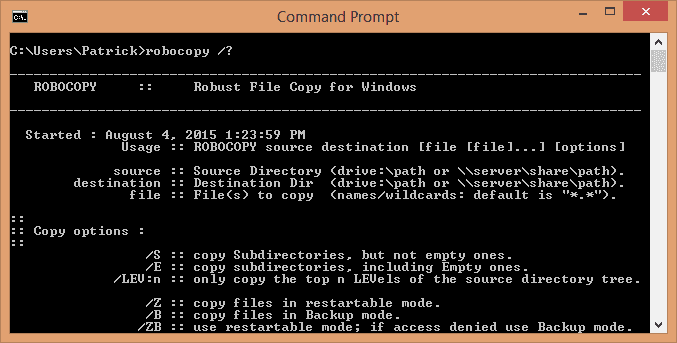 Command Prompt
C:\Users\Patrick>robocopy /?
-------------------------------------------------------------------------------
ROBOCOPY     ::     Robust File Copy for Windows
-------------------------------------------------------------------------------
Started : August 4, 2015 1:23:59 PM
Usage :: ROBOCOPY source destination [file [file]...] [options]
source :: Source Directory (drive:\path or \\server\share\path).
destination :: Destination Dir  (drive:\path or \\server\share\path).
file :: File(s) to copy  (names/wildcards: default is "*.*").
::
:: Copy options :
::
/S :: copy Subdirectories, but not empty ones.
/E :: copy subdirectories, including Empty ones.
/LEV:n :: only copy the top n LEVels of the source directory tree.
/Z :: copy files in restartable mode.
/B :: copy files in Backup mode.
/ZB :: use restartable mode; if access denied use Backup mode.